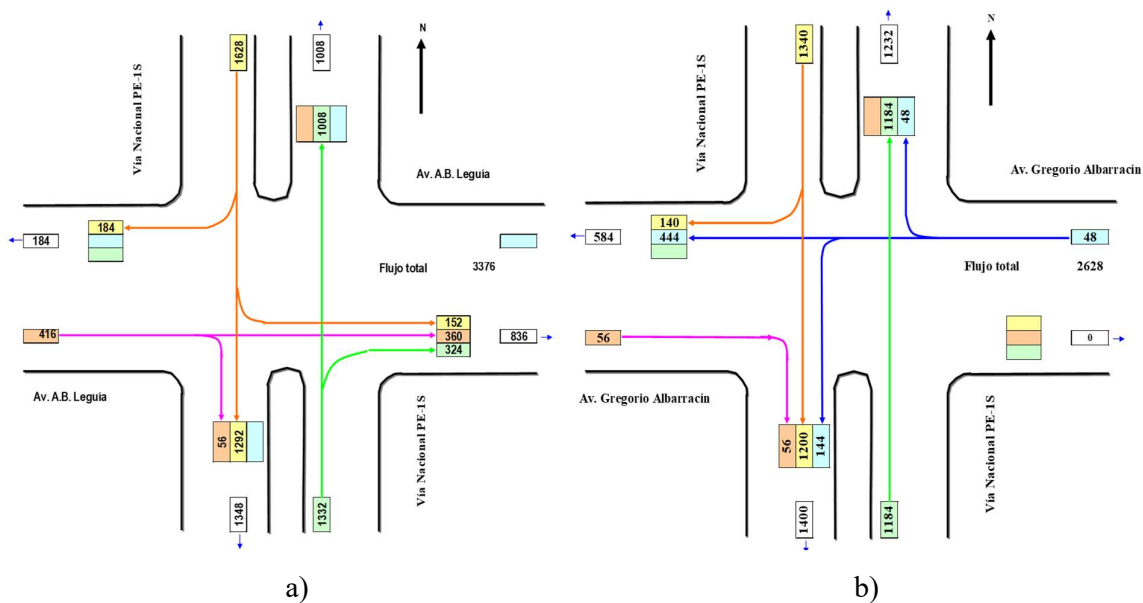 1628
1008
N
Vía Nacional PE-1S
1008
Av. A.B. Leguia
184
184
Flujo total 3376
416
152
360
324
836
Av. A.B. Leguia
56
1292
Vía Nacional PE-1S
1348
1332
a)
1340
1232
N
Vía Nacional PE-1S
1184
48
Av. Gregorio Albarracín
140
584
444
48
Flujo total 2628
56
0
Av. Gregorio Albarracín
56
1200
144
Vía Nacional PE-1S
1400
1184
b)